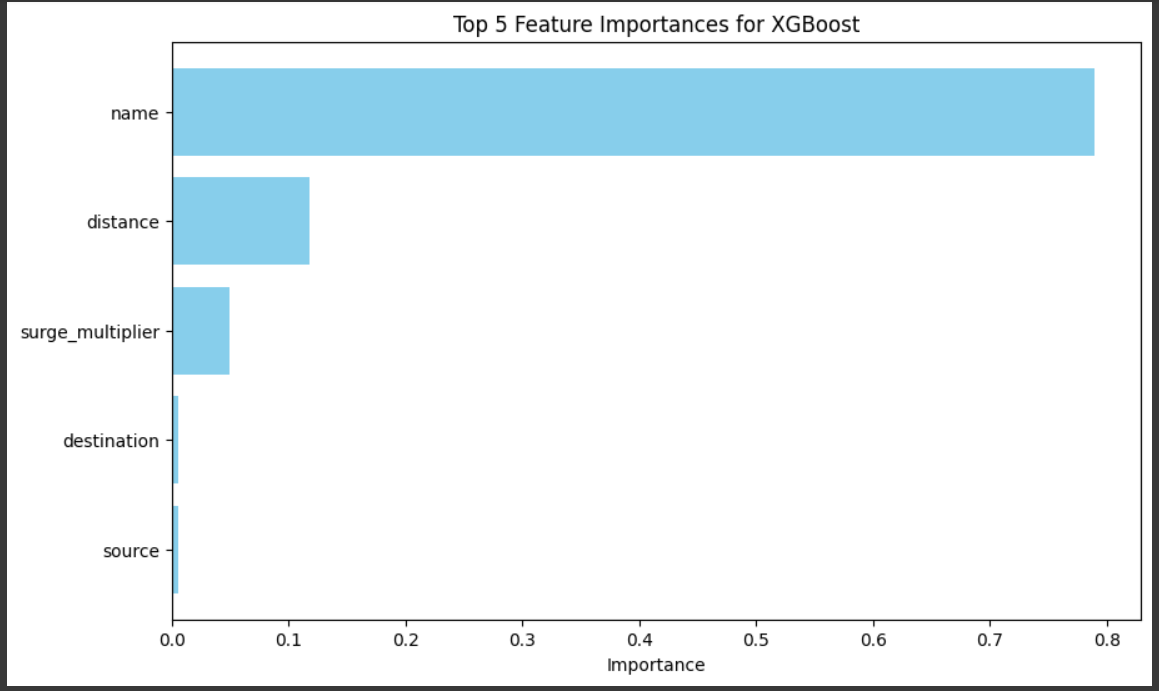 Top 5 Feature Importances for XGBoost
name
distance
surge_multiplier
destination
source
0.0 0.1 0.2 0.3 0.4 0.5 0.6 0.7 0.8
Importance